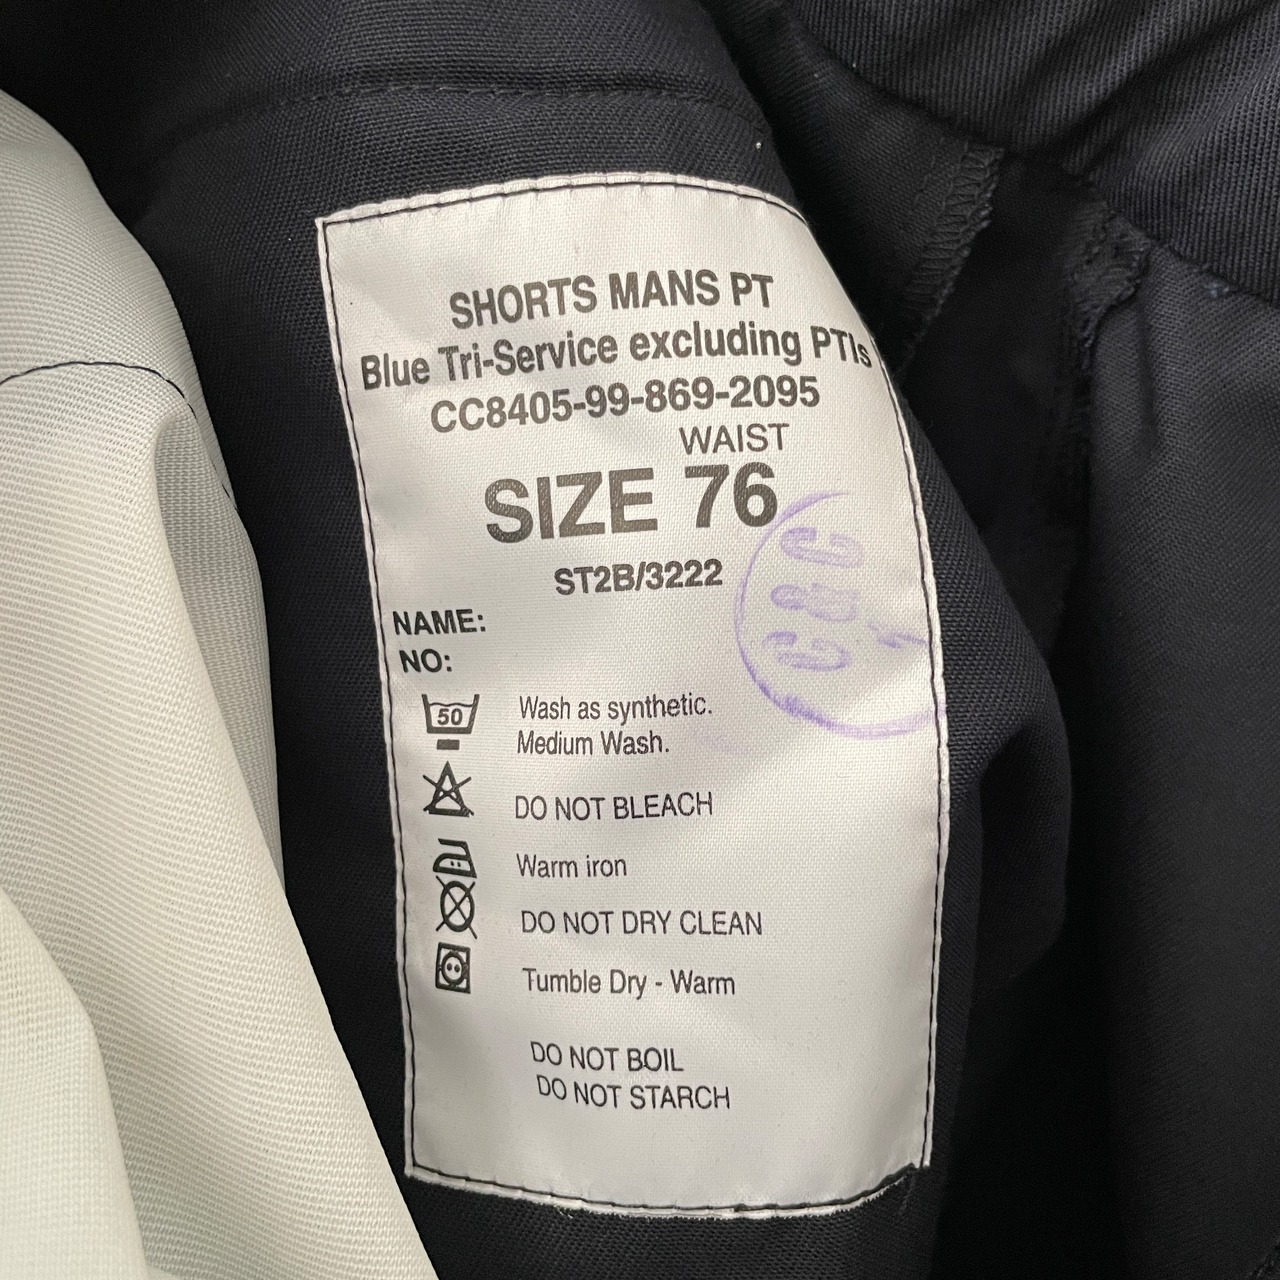 SHORTS MANS PT
Blue Tri-Service excluding PTIs
CC8405-99-869-2095
WAIST
SIZE 76
ST2B/3222
C & C
NAME:
NO:
50
Wash as synthetic.
Medium Wash.
DO NOT BLEACH
Warm iron
DO NOT DRY CLEAN
Tumble Dry - Warm
DO NOT BOIL
DO NOT STARCH